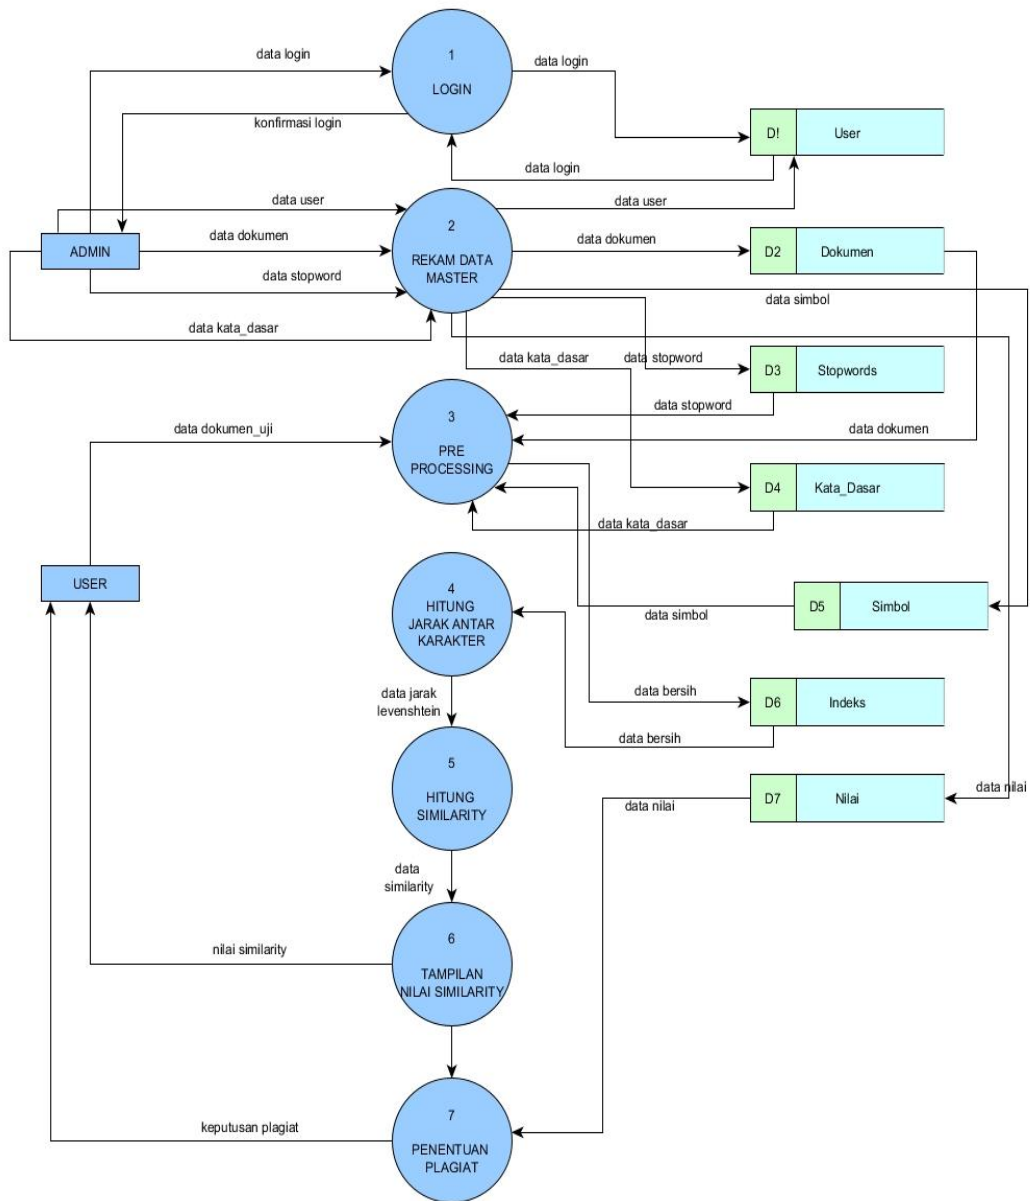 1
LOGIN
data login
data login
konfirmasi login
D!
User
data login
data user
data user
2
REKAM DATA
MASTER
ADMIN
data dokumen
data dokumen
D2
Dokumen
data stopword
data simbol
data kata_dasar
data kata_dasar
data stopword
D3
Stopwords
data stopword
3
PRE
PROCESSING
data dokumen_uji
data dokumen
D4
Kata_Dasar
data kata_dasar
USER
4
HITUNG
JARAK ANTAR
KARAKTER
D5
Simbol
data simbol
data jarak
levenshtein
data bersih
D6
Indeks
data bersih
5
HITUNG
SIMILARITY
data nilai
D7
Nilai
data nilai
data
similarity
6
TAMPILAN
NILAI SIMILARITY
nilai similarity
7
PENENTUAN
PLAGIAT
keputusan plagiat